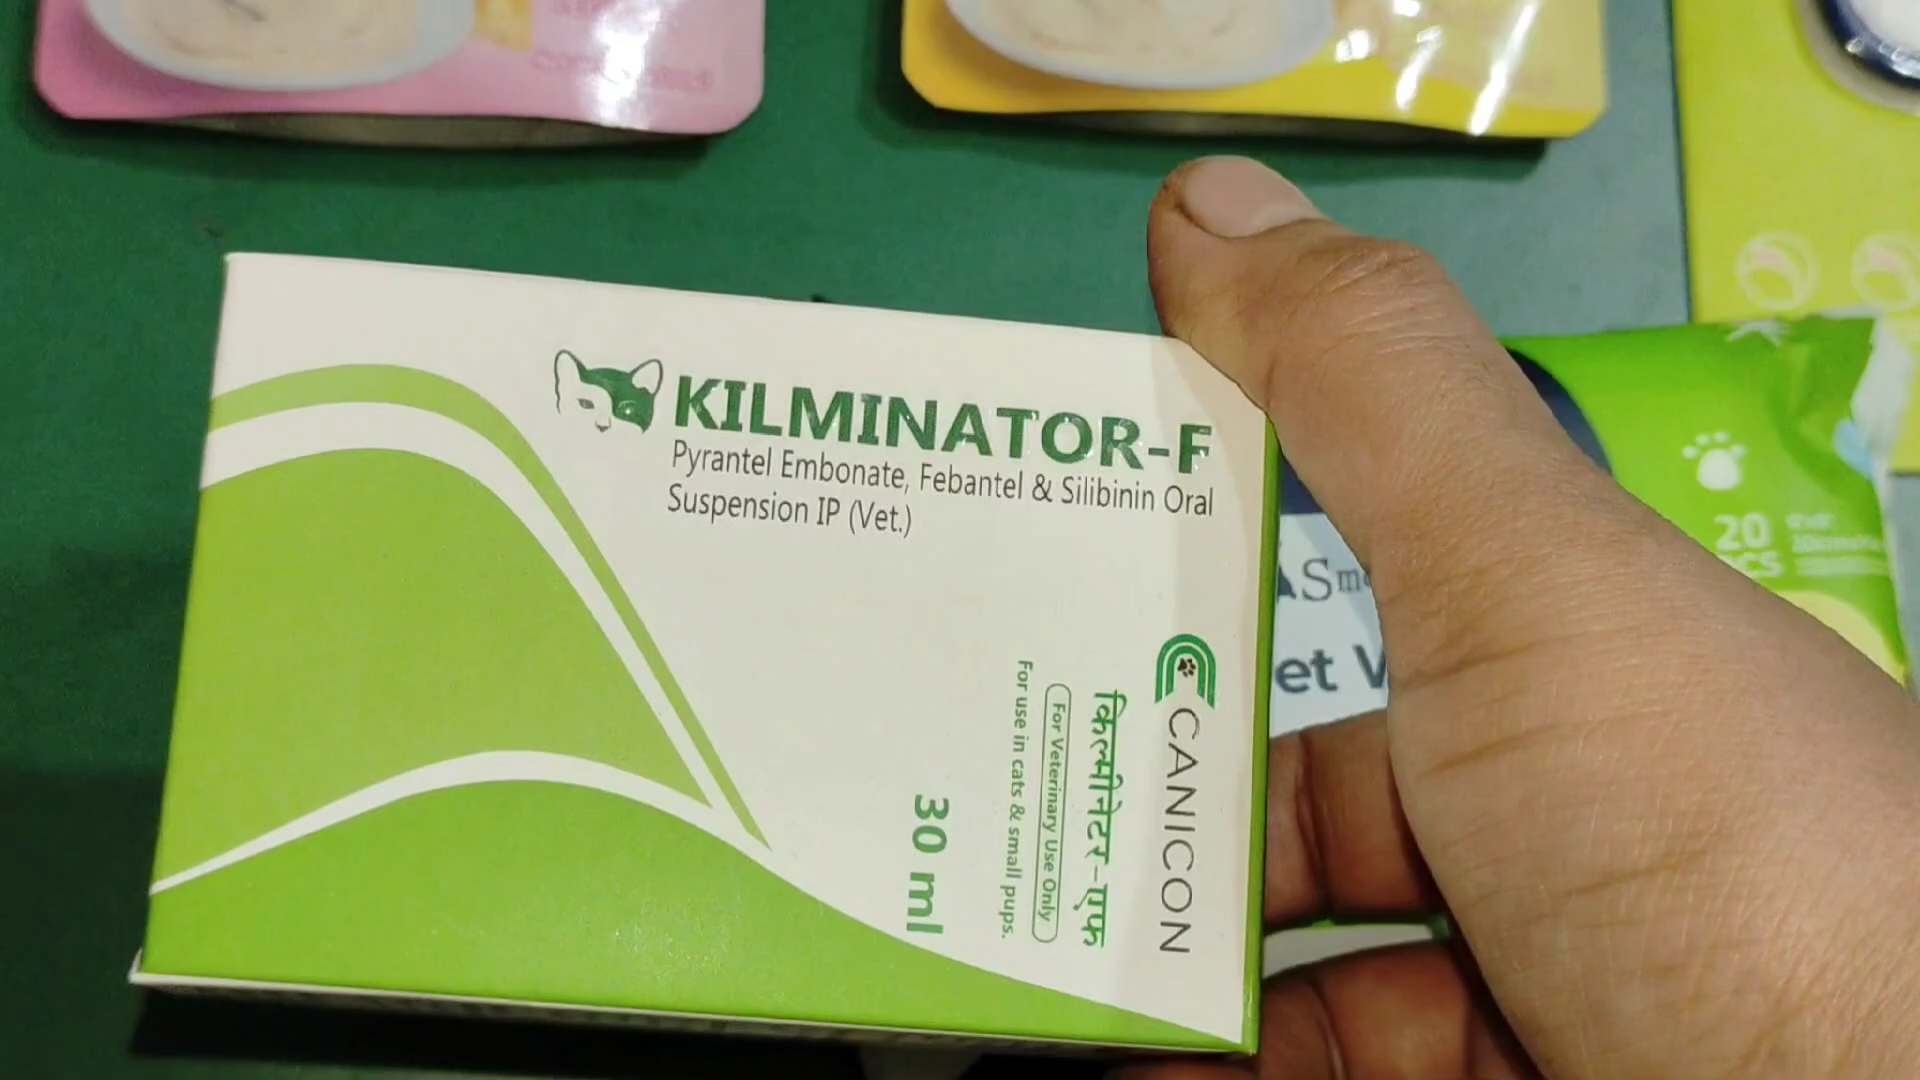 KILMINATOR-F
Pyrantel Embonate, Febantel & Silibinin Oral
Suspension IP (Vet.)
CANICON
किल्मीनेटर-एफ
For Veterinary Use Only
For use in cats & small pups.
30 ml
20